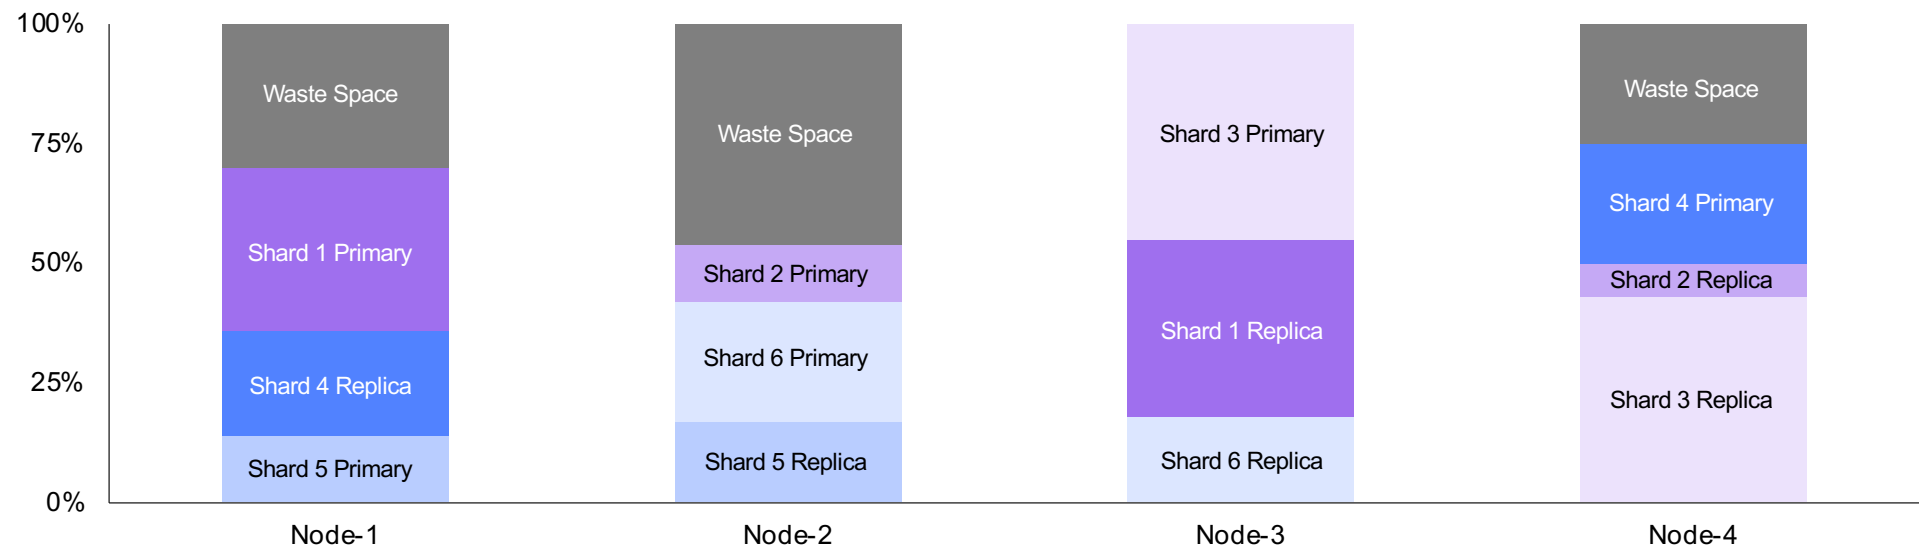 100%
75%
50%
25%
0%
Waste Space
Shard 1 Primary
Shard 4 Replica
Shard 5 Primary
Node-1
Waste Space
Shard 2 Primary
Shard 6 Primary
Shard 5 Replica
Node-2
Shard 3 Primary
Shard 1 Replica
Shard 6 Replica
Node-3
Waste Space
Shard 4 Primary
Shard 2 Replica
Shard 3 Replica
Node-4